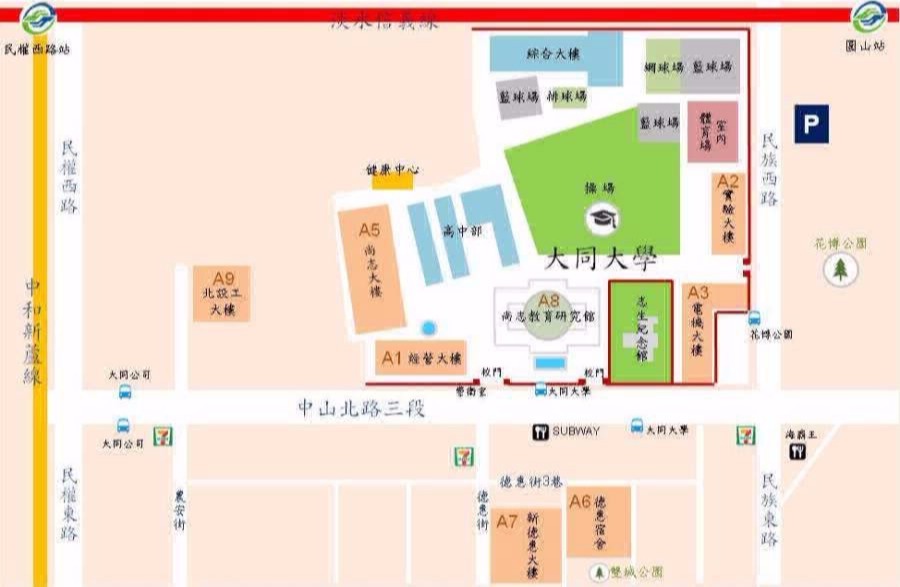 淡水信義線
民權西路站
圓山站
綜合大樓
網球場
籃球場
籃球場
排球場
籃球場
室內
體育場
P
民權西路
民族西路
健康中心
操場
A2
實驗大樓
A5
尚志大樓
高中部
大同大學
花博公園
A9
北設工
大樓
A8
尚志教育研究館
志生紀念館
A3
電機大樓
中和新蘆線
花博公園
A1 經營大樓
校門
校門
大同公司
警衛室
大同大學
中山北路三段
大同公司
7
SUBWAY
大同大學
7
海霸王
7
民權東路
農安街
德惠街
德惠街3巷
民族東路
A7
新德惠大樓
A6
德惠宿舍
雙城公園